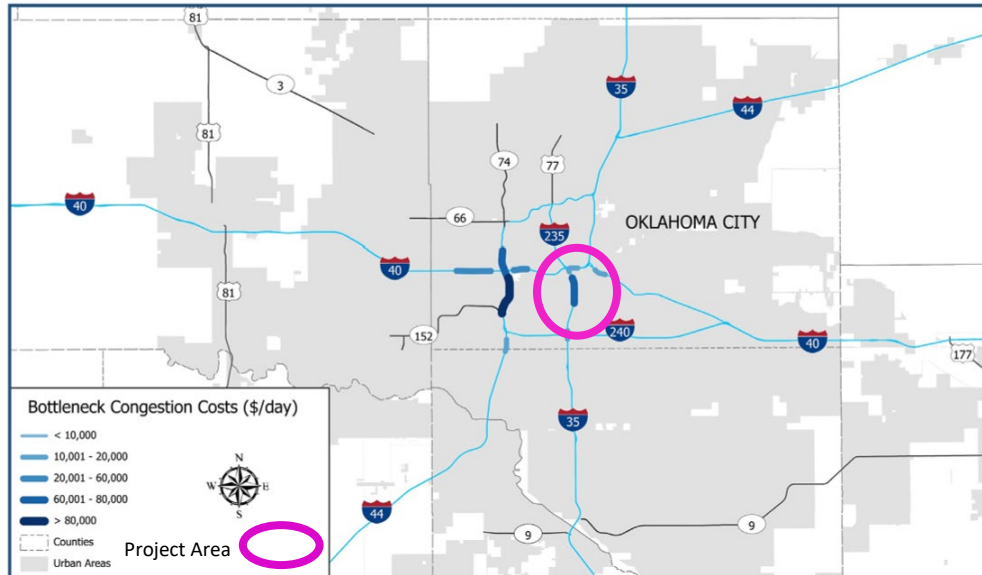 81
3
35
44
81
74
77
40
66
235
OKLAHOMA CITY
40
81
152
240
40
177
35
Bottleneck Congestion Costs ($/day)
< 10,000
10,001 - 20,000
20,001 - 60,000
60,001 - 80,000
> 80,000
Counties
Urban Areas
N
W E
S
Project Area
44
9
9